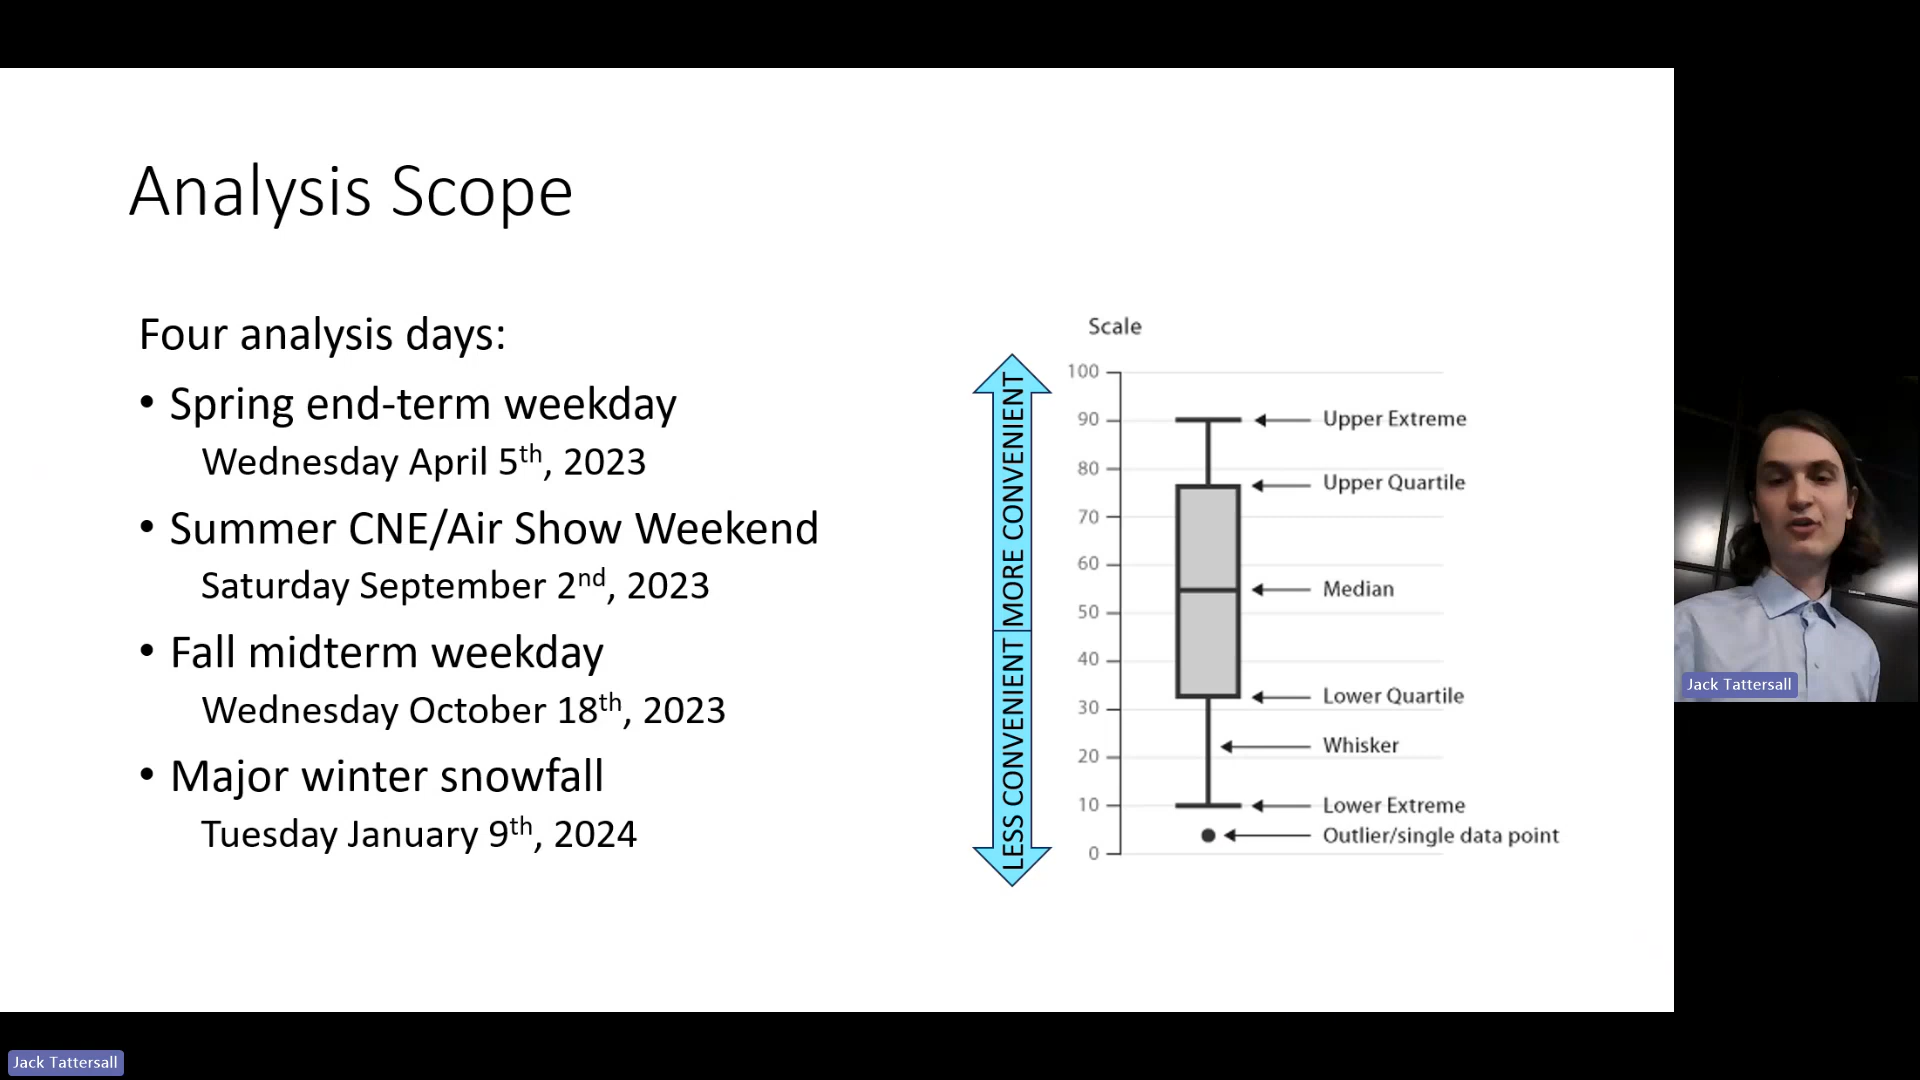 Analysis Scope
Four analysis days:
• Spring end-term weekday
Wednesday April 5th, 2023
• Summer CNE/Air Show Weekend
Saturday September 2nd, 2023
• Fall midterm weekday
Wednesday October 18th, 2023
• Major winter snowfall
Tuesday January 9th, 2024
MORE CONVENIENT
LESS CONVENIENT
Scale
100
90
80
70
60
50
40
30
20
10
0
Upper Extreme
Upper Quartile
Median
Lower Quartile
Whisker
Lower Extreme
Outlier/single data point
Jack Tattersall
Jack Tattersall